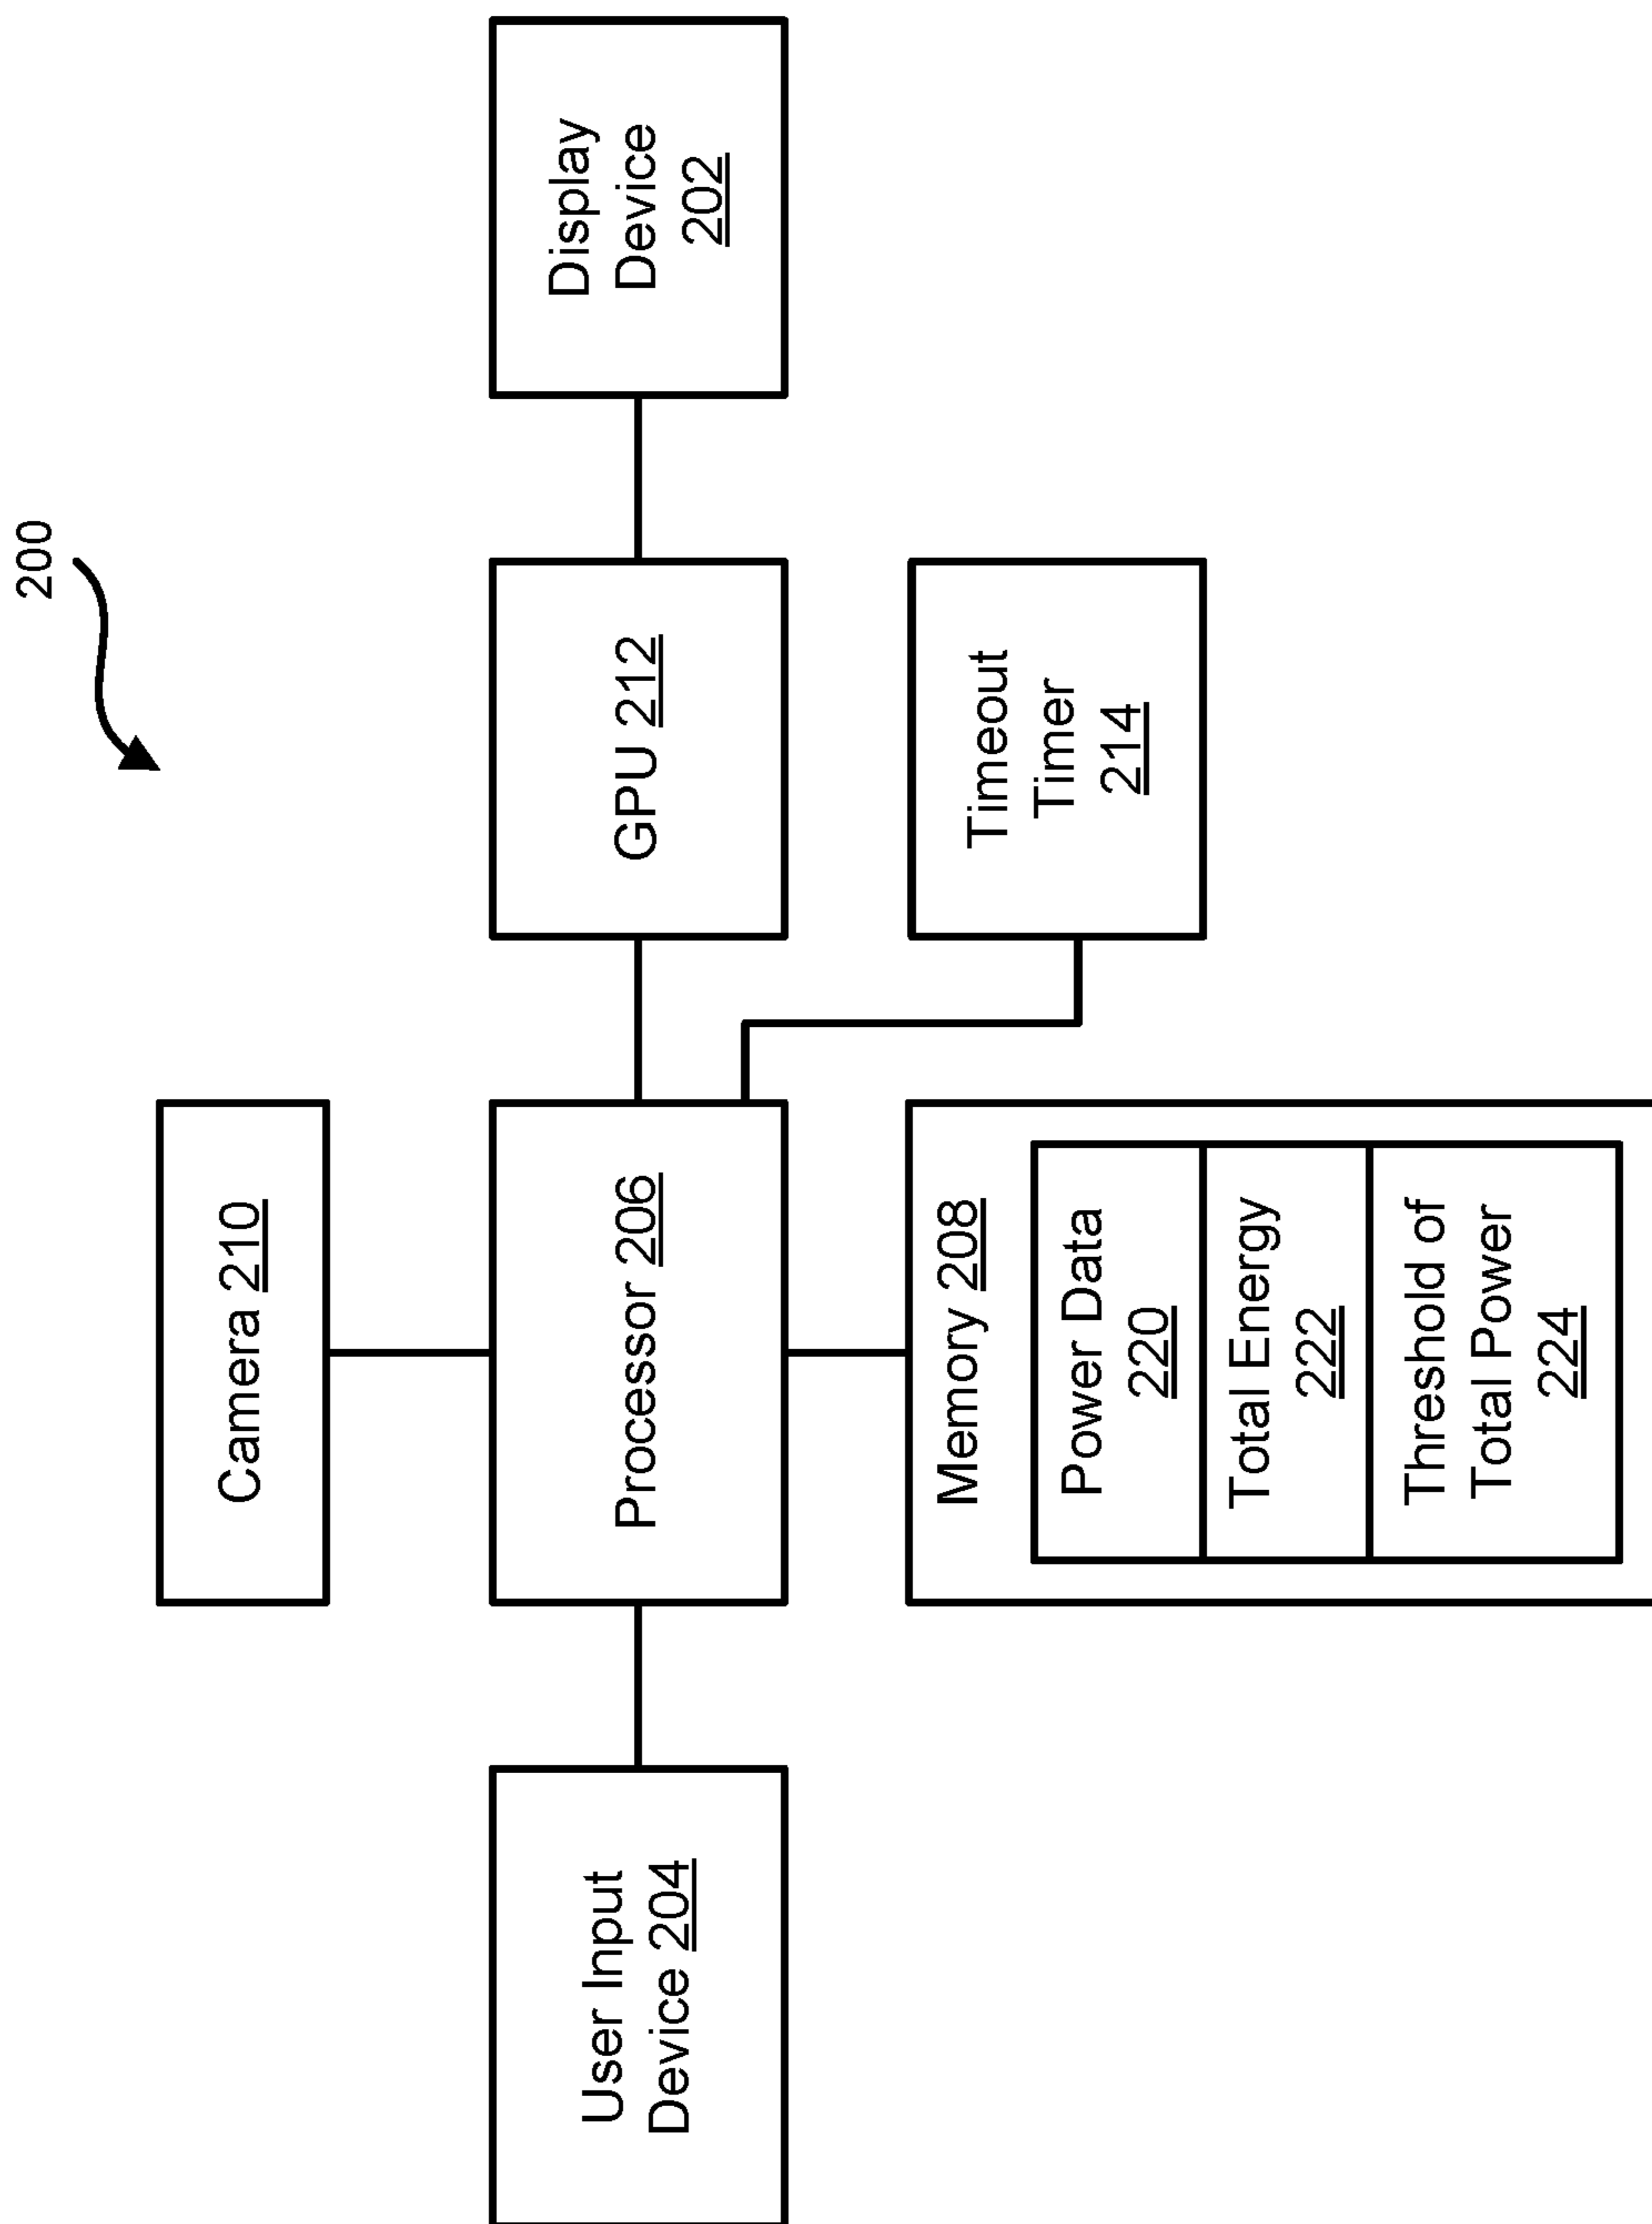 200
Camera 210
User Input
Device 204
Processor 206
GPU 212
Display
Device
202
Memory 208
Power Data
220
Total Energy
222
Threshold of
Total Power
224
Timeout
Timer
214